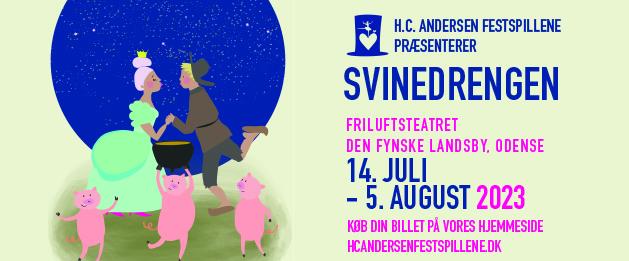 H.C. ANDERSEN FESTSPILLENE
PRÆSENTERER
SVINEDRENGEN
FRILUFTSTEATRET
DEN FYNSKE LANDSBY, ODENSE
14. JULI
- 5. AUGUST 2023
KØB DIN BILLET PÅ VORES HJEMMESIDE
HCANDERSENFESTSPILLENE.DK